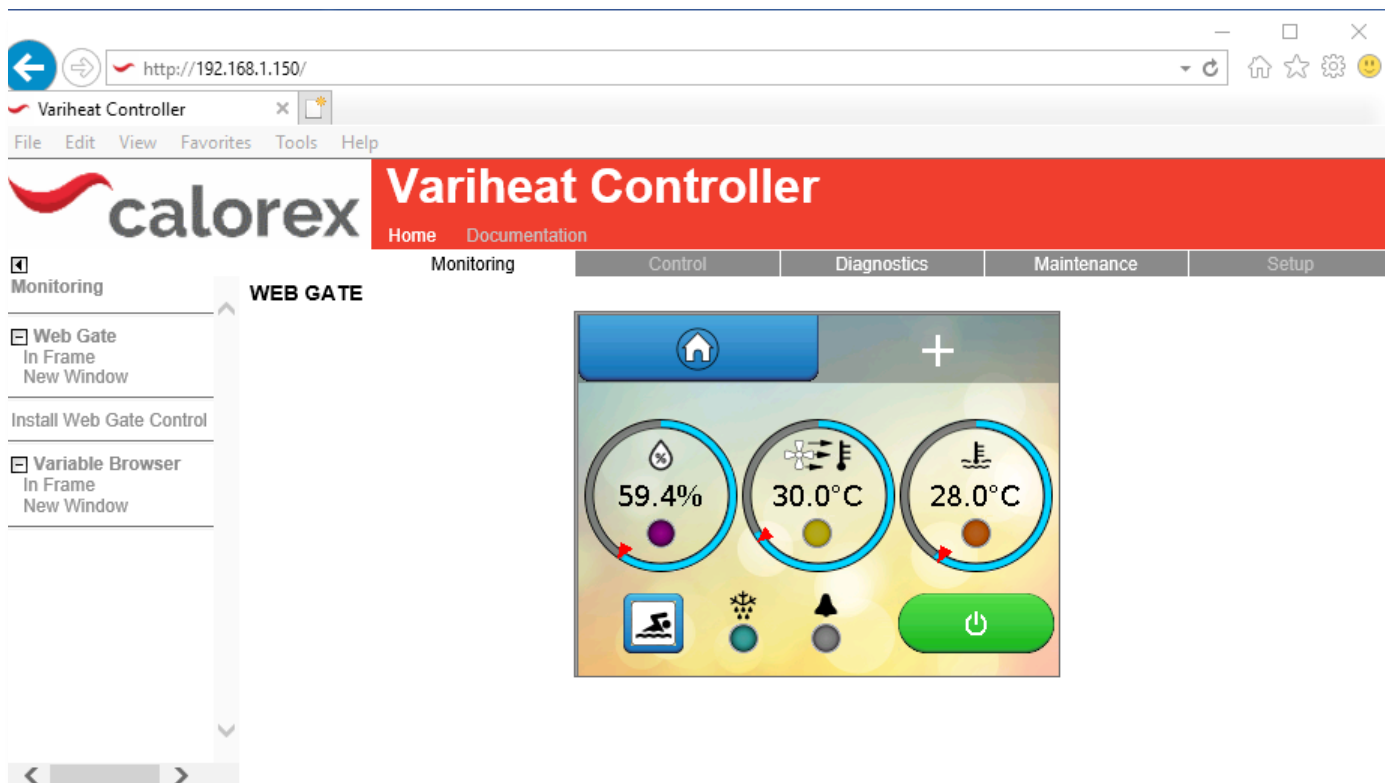 http://192.168.1.150/
Variheat Controller
File Edit View Favorites Tools Help
calorex
Variheat Controller
Home Documentation
Monitoring Control Diagnostics Maintenance Setup
Monitoring
WEB GATE
Web Gate
In Frame
New Window
Install Web Gate Control
Variable Browser
In Frame
New Window
%
59.4% 30.0°C 28.0°C